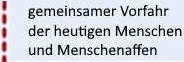 gemeinsamer Vorfahr
der heutigen Menschen
und Menschenaffen